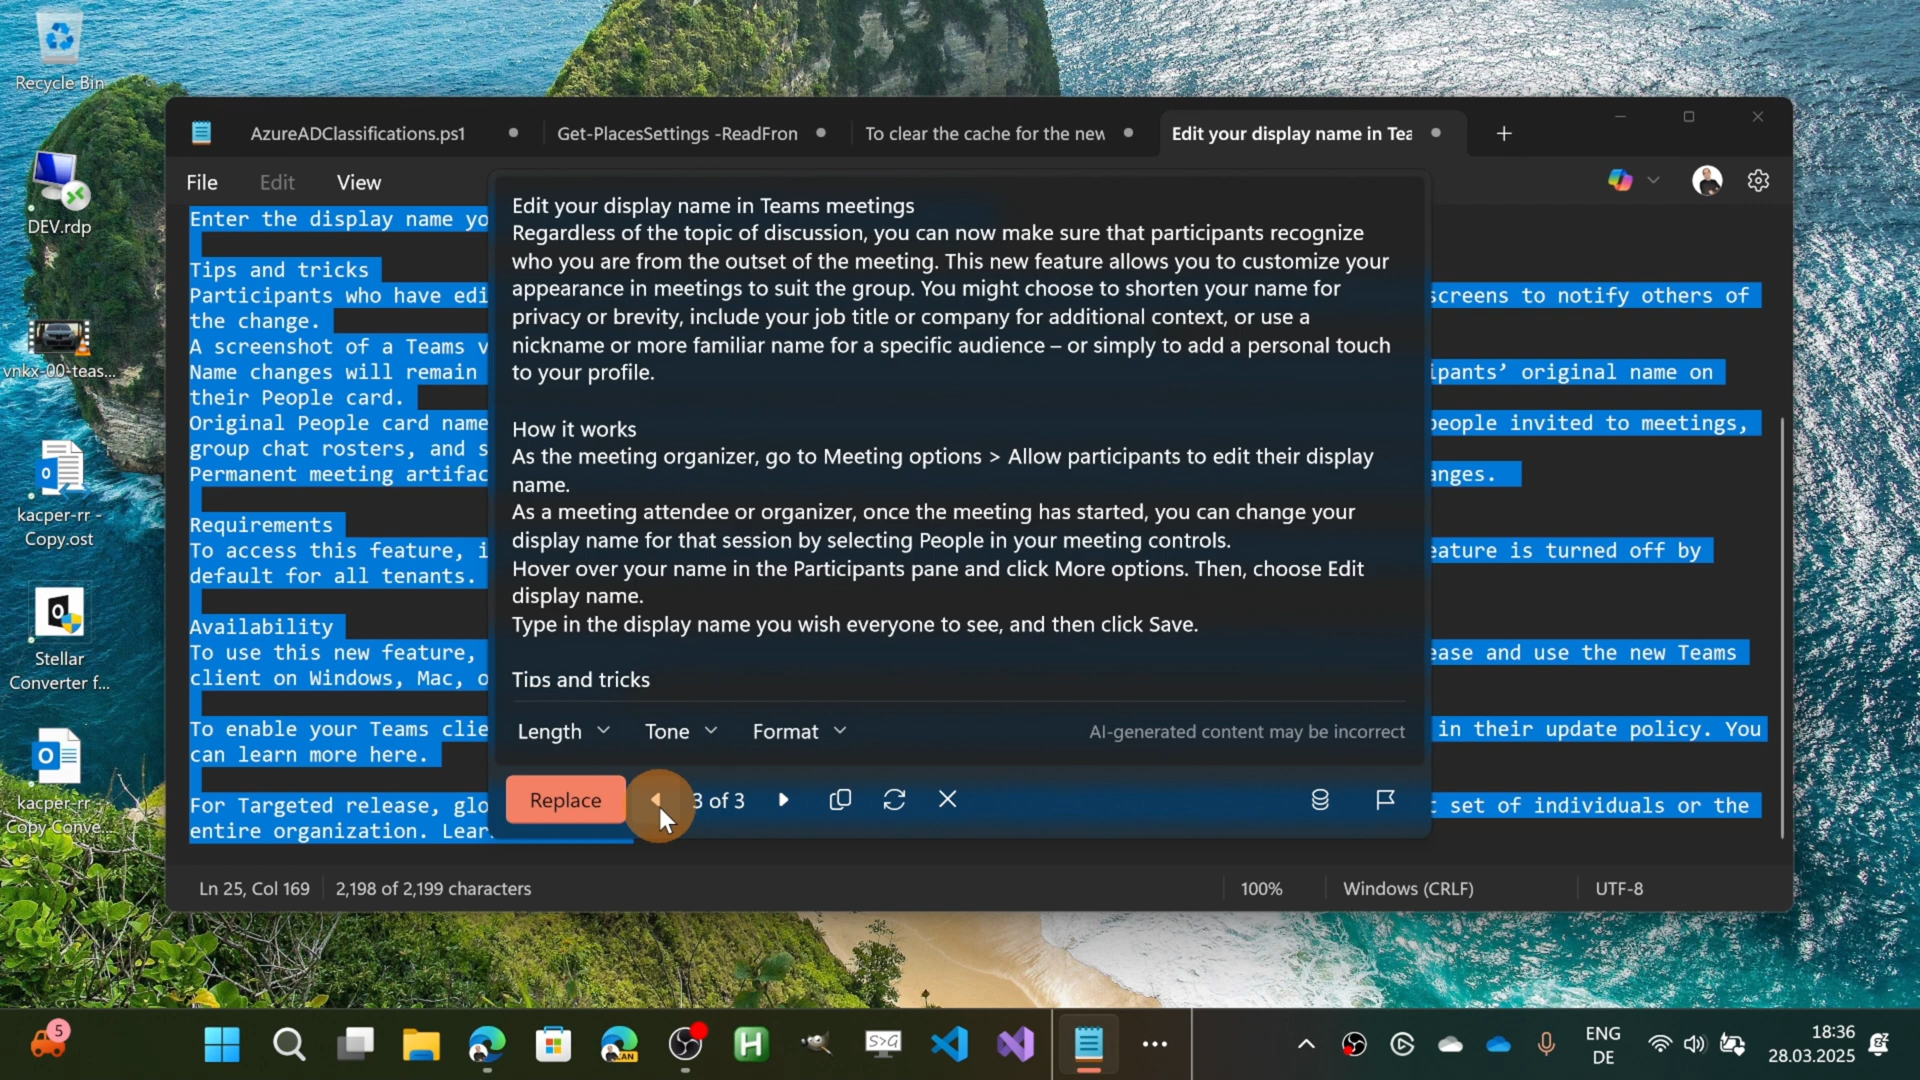 Recycle Bin
DEV.rdp
vnkx-00-teas...
kacper-rr -
Copy.ost
Stellar
Converter f...
kacper-rr -
Copy Conve...
AzureADClassifications.ps1
Get-PlacesSettings -ReadFron
To clear the cache for the new
Edit your display name in Tea
File
Edit
View
Enter the display name yo
Tips and tricks
Participants who have edi
screens to notify others of
the change.
A screenshot of a Teams v
Name changes will remain
ipants’ original name on
their People card.
Original People card name
people invited to meetings,
group chat rosters, and s
Permanent meeting artifac
anges.
Requirements
To access this feature, i
eature is turned off by
default for all tenants.
Availability
To use this new feature,
ease and use the new Teams
client on Windows, Mac, o
To enable your Teams clie
in their update policy. You
can learn more here.
For Targeted release, glo
t set of individuals or the
entire organization. Lear
Edit your display name in Teams meetings
Regardless of the topic of discussion, you can now make sure that participants recognize
who you are from the outset of the meeting. This new feature allows you to customize your
appearance in meetings to suit the group. You might choose to shorten your name for
privacy or brevity, include your job title or company for additional context, or use a
nickname or more familiar name for a specific audience – or simply to add a personal touch
to your profile.
How it works
As the meeting organizer, go to Meeting options > Allow participants to edit their display
name.
As a meeting attendee or organizer, once the meeting has started, you can change your
display name for that session by selecting People in your meeting controls.
Hover over your name in the Participants pane and click More options. Then, choose Edit
display name.
Type in the display name you wish everyone to see, and then click Save.
Tips and tricks
Length
Tone
Format
AI-generated content may be incorrect
Replace
3 of 3
Ln 25, Col 169
2,198 of 2,199 characters
100%
Windows (CRLF)
UTF-8
5
S>G
ENG
DE
18:36
28.03.2025